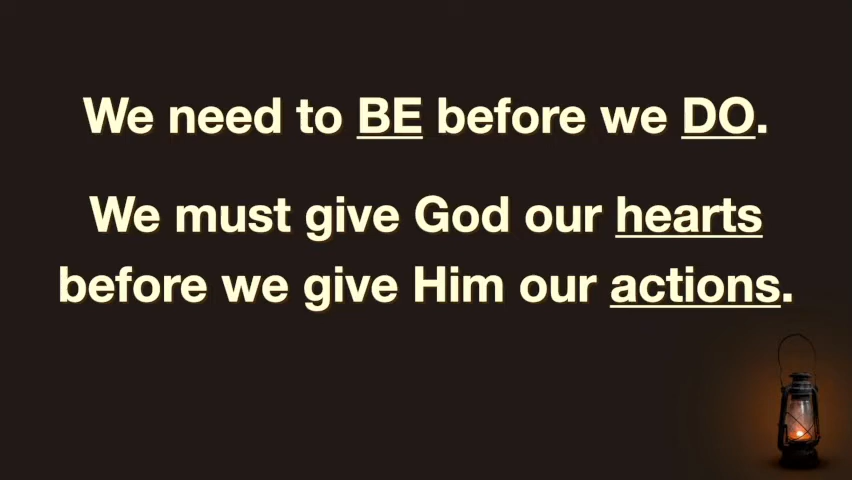 We need to BE before we DO.
We must give God our hearts
before we give Him our actions.